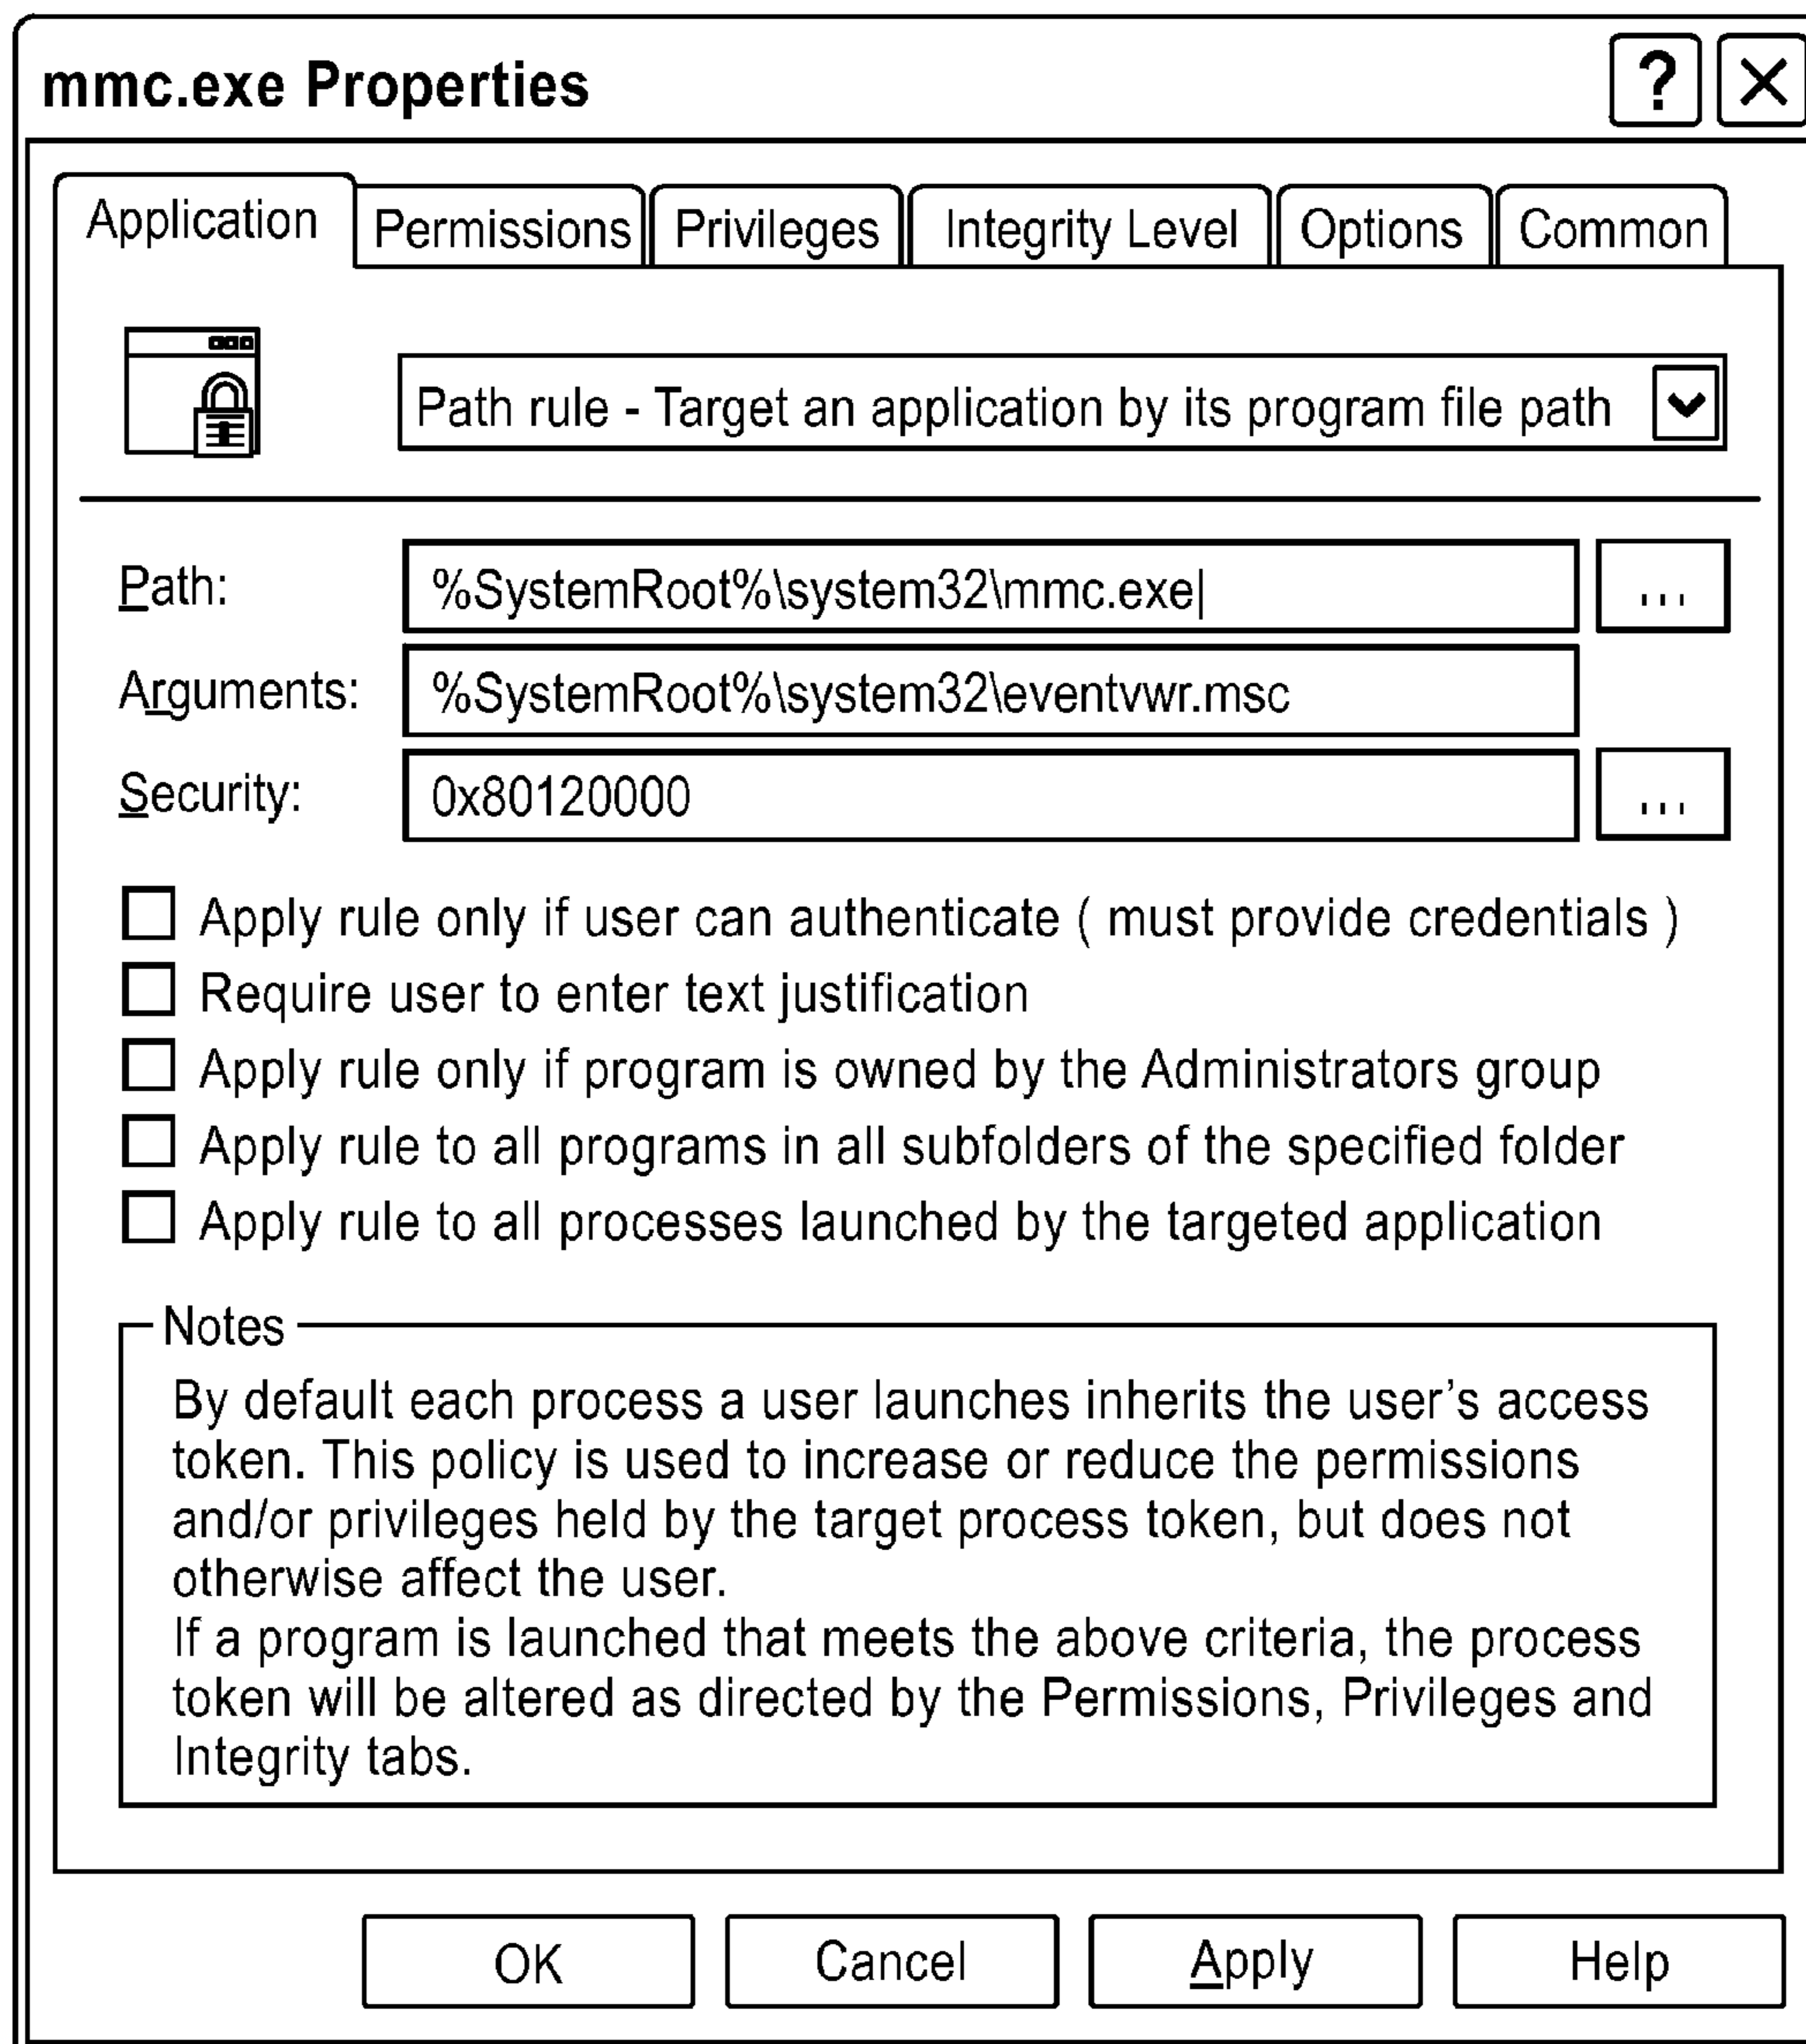 mmc.exe Properties
?
Application Permissions Privileges Integrity Level Options Common
Path rule - Target an application by its program file path
Path: %SystemRoot%\system32\mmc.exe ...
Arguments: %SystemRoot%\system32\eventvwr.msc
Security: 0x80120000 ...
Apply rule only if user can authenticate ( must provide credentials )
Require user to enter text justification
Apply rule only if program is owned by the Administrators group
Apply rule to all programs in all subfolders of the specified folder
Apply rule to all processes launched by the targeted application
Notes
By default each process a user launches inherits the user’s access
token. This policy is used to increase or reduce the permissions
and/or privileges held by the target process token, but does not
otherwise affect the user.
If a program is launched that meets the above criteria, the process
token will be altered as directed by the Permissions, Privileges and
Integrity tabs.
OK Cancel Apply Help